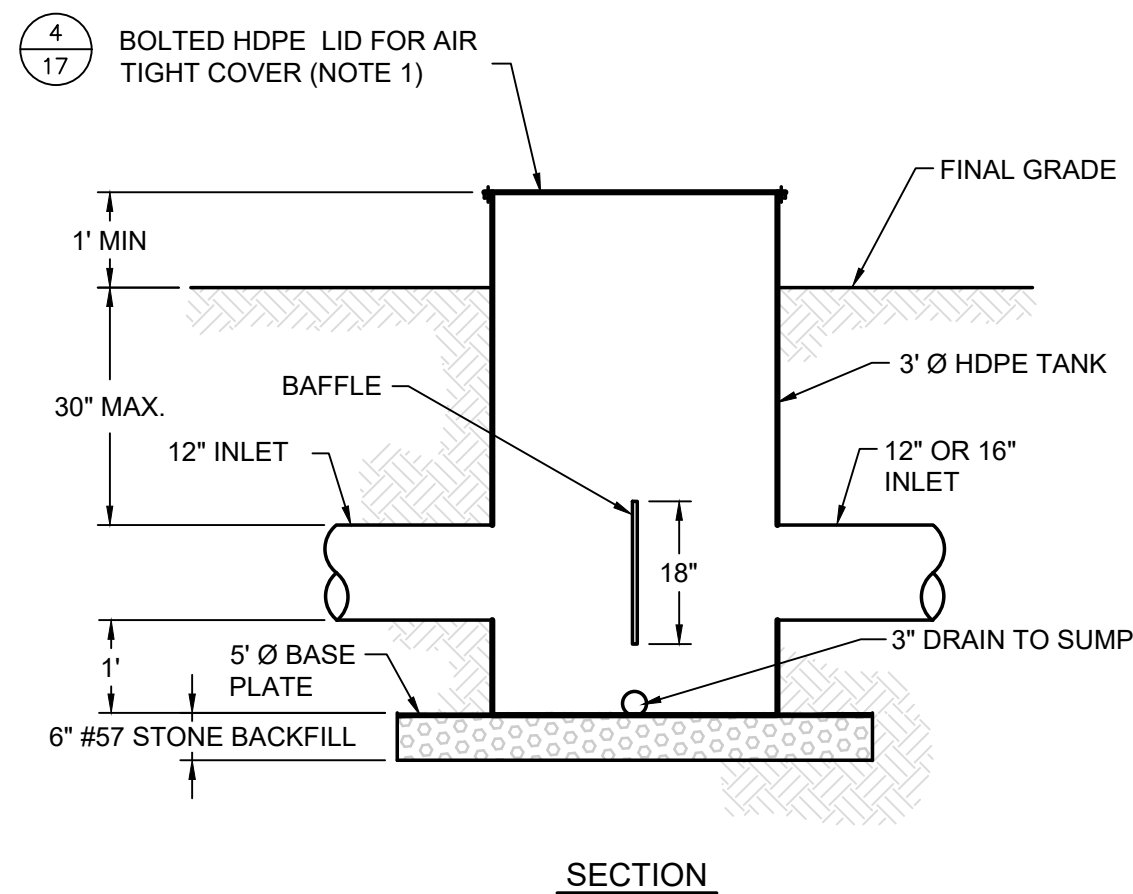 4
17
BOLTED HDPE LID FOR AIR
TIGHT COVER (NOTE 1)
FINAL GRADE
1' MIN
3' Ø HDPE TANK
BAFFLE
30" MAX.
12" INLET
12" OR 16"
INLET
18"
3" DRAIN TO SUMP
1'
5' Ø BASE
PLATE
6" #57 STONE BACKFILL
SECTION